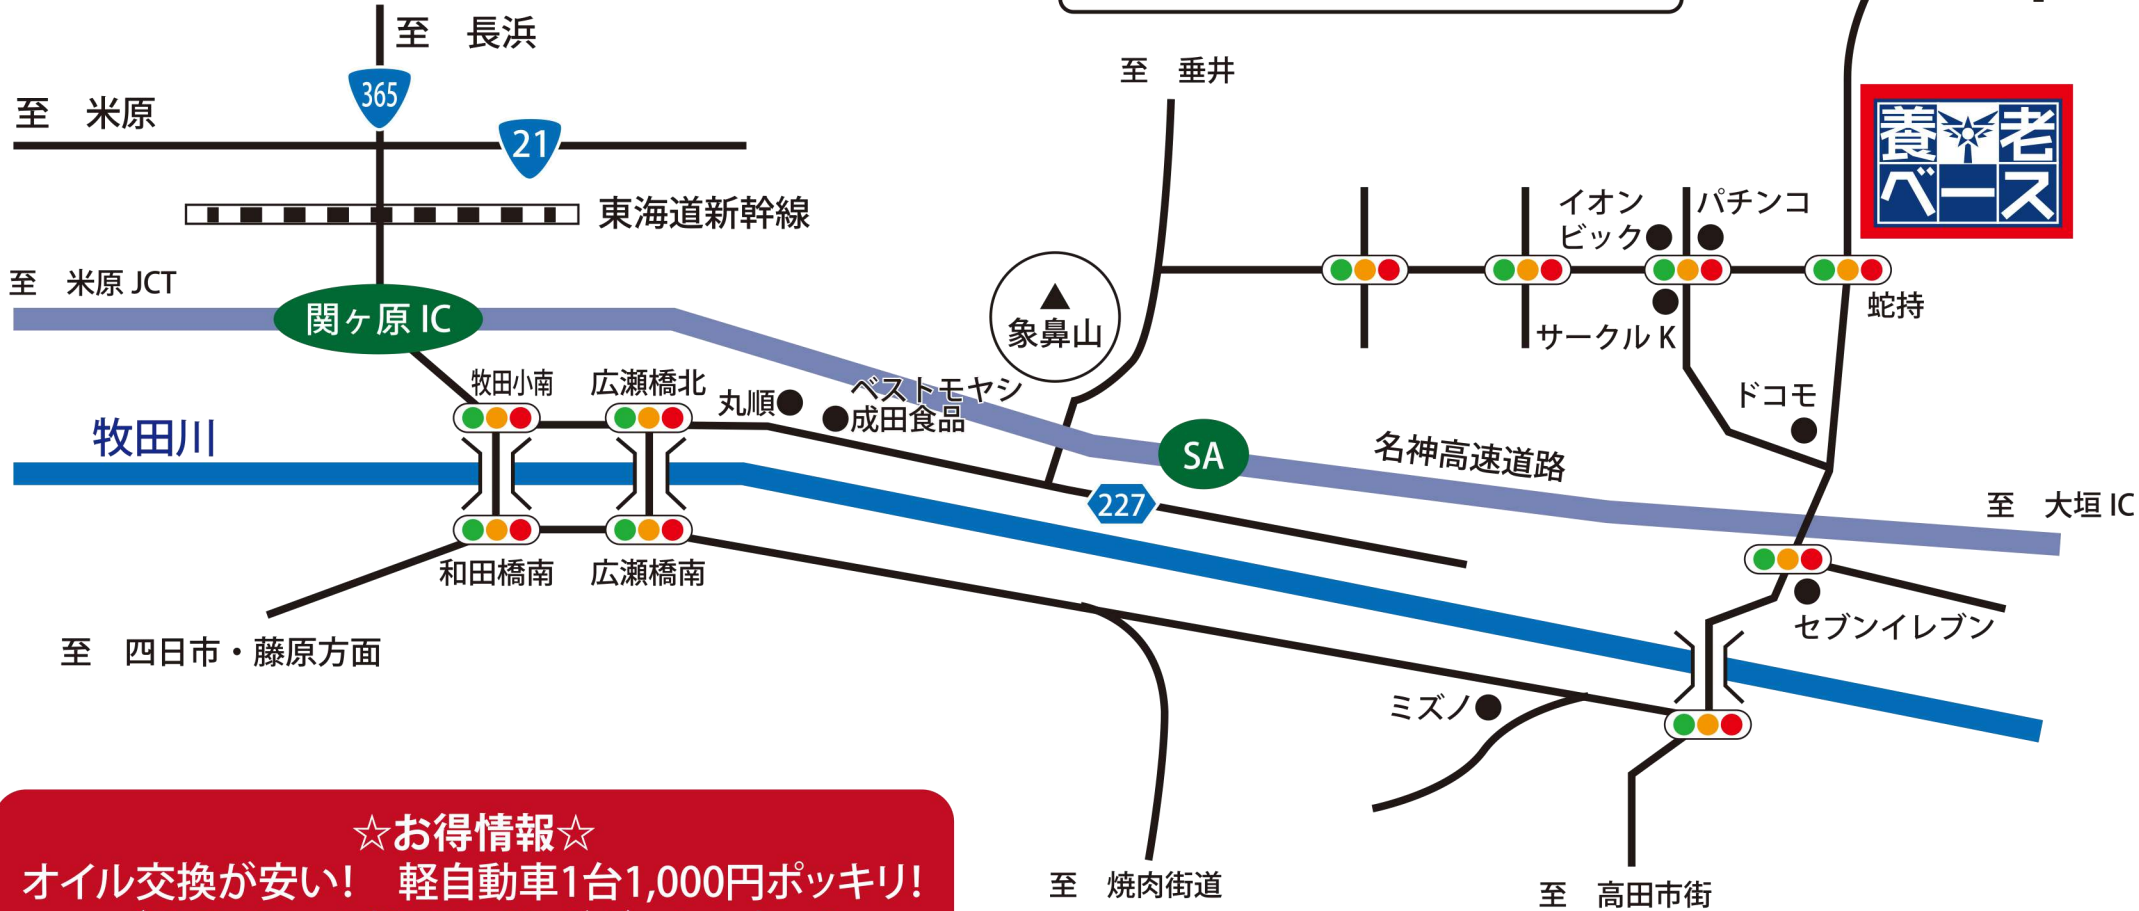 至 長浜
365
至 垂井
至 米原
21
養老
ベース
東海道新幹線
イオン
ビック
パチンコ
至 米原 JCT
関ヶ原 IC
象鼻山
サークル K
蛇持
牧田小南
広瀬橋北
丸順
ベストモヤシ
成田食品
ドコモ
牧田川
SA
名神高速道路
227
至 大垣 IC
和田橋南
広瀬橋南
セブンイレブン
至 四日市・藤原方面
ミズノ
☆お得情報☆
オイル交換が安い! 軽自動車1台1,000円ポッキリ!
至 焼肉街道
至 高田市街